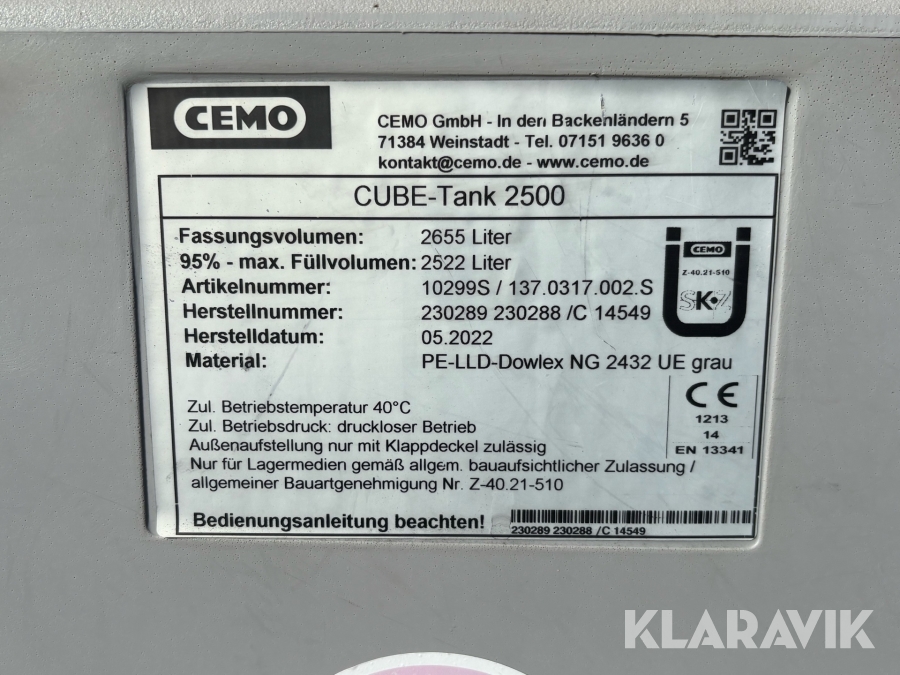 CEMO
CEMO GmbH - In den Backenländern 5
71384 Weinstadt - Tel. 07151 9636 0
kontakt@cemo.de - www.cemo.de
CUBE-Tank 2500
Fassungsvolumen: 2655 Liter
95% - max. Füllvolumen: 2522 Liter
Artikelnummer: 10299S / 137.0317.002.S
Herstellnummer: 230289 230288 /C 14549
Herstelldatum: 05.2022
Material: PE-LLD-Dowlex NG 2432 UE grau
CEMO
Z-40.21-510
SKZ
Zul. Betriebstemperatur 40°C
Zul. Betriebsdruck: druckloser Betrieb
Außenaufstellung nur mit Klappdeckel zulässig
Nur für Lagermedien gemäß allgem. bauaufsichtlicher Zulassung /
allgemeiner Bauartgenehmigung Nr. Z-40.21-510
CE
1213
14
EN 13341
Bedienungsanleitung beachten!
230289 230288 /C 14549
KLARAVIK